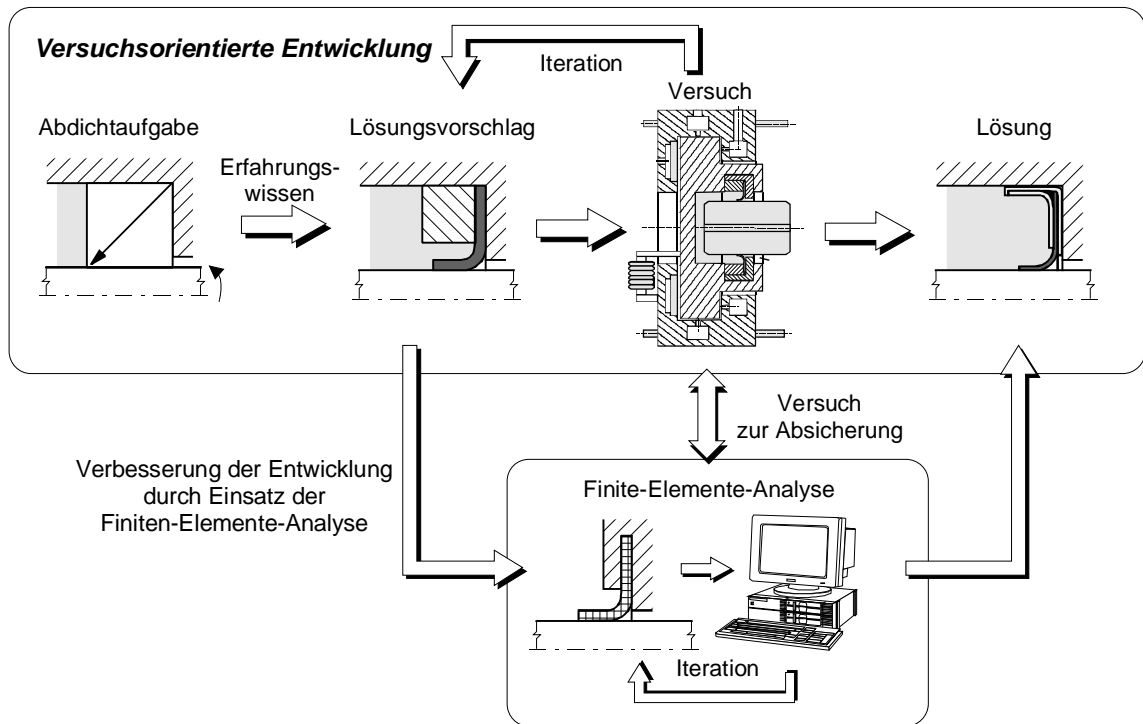 Versuchsorientierte Entwicklung
Iteration
Versuch
Abdichtaufgabe
Lösungsvorschlag
Lösung
Erfahrungs-
wissen
Versuch
zur Absicherung
Verbesserung der Entwicklung
durch Einsatz der
Finiten-Elemente-Analyse
Finite-Elemente-Analyse
Iteration